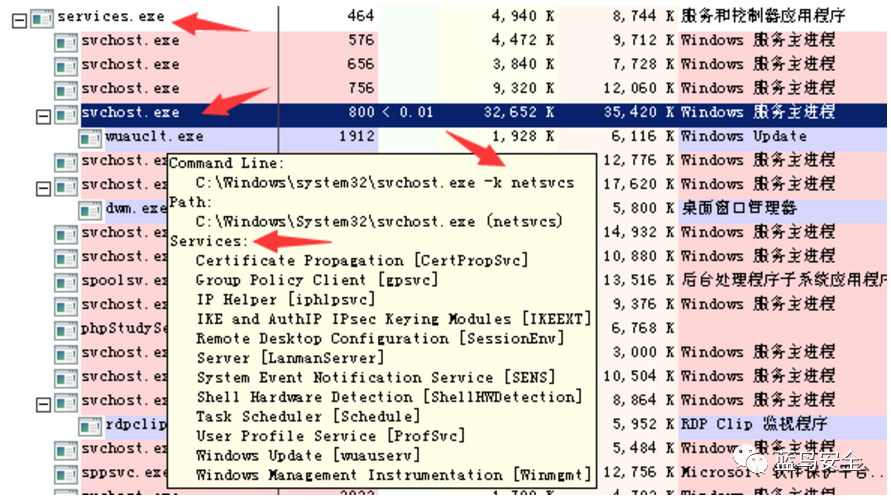 services.exe 464 4,940 K 8,744 K 服务和控制器应用程序
svchost.exe 576 4,472 K 9,712 K Windows 服务主进程
svchost.exe 656 3,840 K 7,728 K Windows 服务主进程
svchost.exe 756 9,320 K 12,060 K Windows 服务主进程
svchost.exe 800 < 0.01 32,652 K 35,420 K Windows 服务主进程
wuauclt.exe 1912 1,928 K 6,116 K Windows Update
svchost.ex 12,776 K Windows 服务主进程
Command Line:
C:\Windows\system32\svchost.exe -k netsvcs
Path:
C:\Windows\System32\svchost.exe (netsvcs)
Services:
Certificate Propagation [CertPropSvc]
Group Policy Client [gpsvc]
IP Helper [iphlpsvc]
IKE and AuthIP IPsec Keying Modules [IKEEXT]
Remote Desktop Configuration [SessionEnv]
Server [LanmanServer]
System Event Notification Service [SENS]
Shell Hardware Detection [ShellHWDetection]
Task Scheduler [Schedule]
User Profile Service [ProfSvc]
Windows Update [wuauserv]
Windows Management Instrumentation [Winmgmt]
svchost.ex 17,620 K Windows 服务主进程
dwm.exe 5,800 K 桌面窗口管理器
svchost.ex 14,932 K Windows 服务主进程
svchost.ex 10,880 K Windows 服务主进程
spoolsv.ex 13,516 K 后台处理程序子系统应用程序
svchost.ex 9,376 K Windows 服务主进程
phpStudySe 6,768 K
svchost.ex 3,000 K Windows 服务主进程
svchost.ex 10,504 K Windows 服务主进程
svchost.ex 8,864 K Windows 服务主进程
rdpclip 5,952 K RDP Clip 监视程序
svchost.ex 5,484 K Windows 服务主进程
sppsvc.exe 12,756 K Microsoft 软件保护平台...
蓝鸟安全